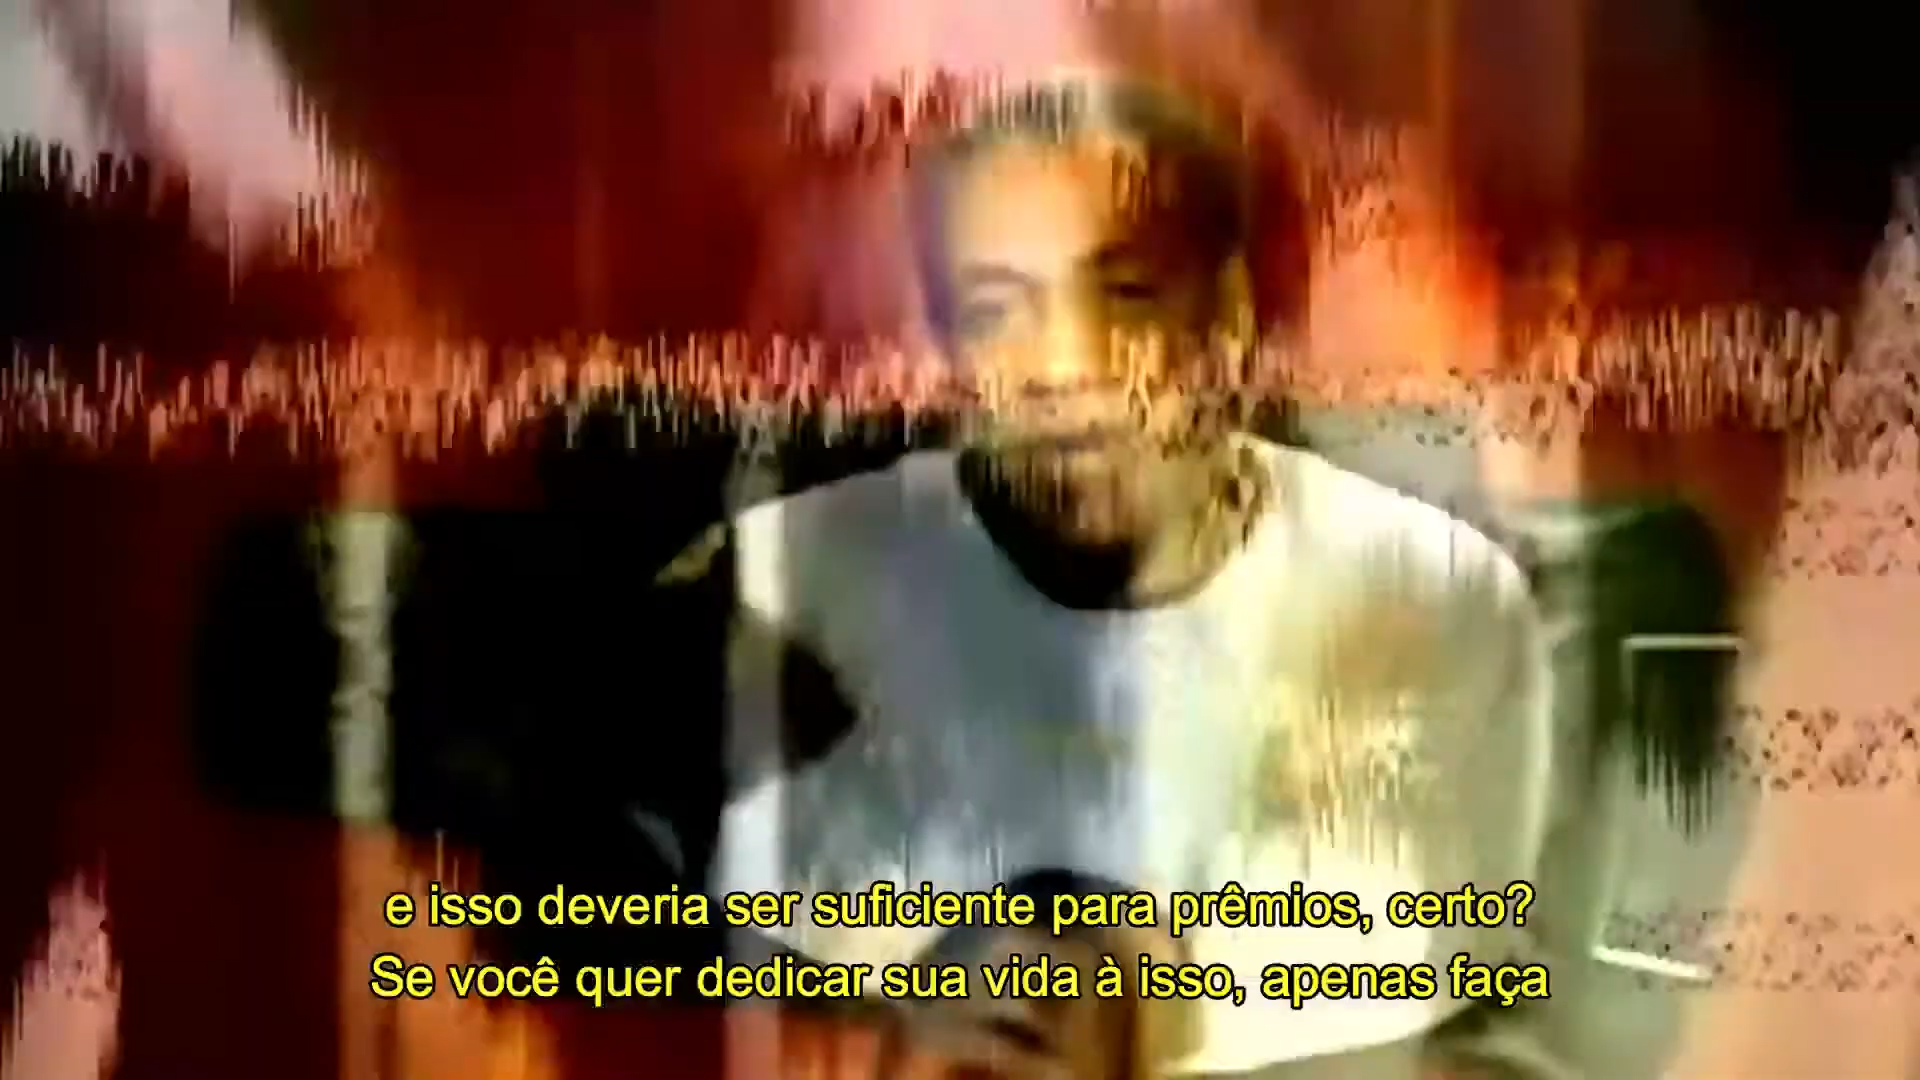 e isso deveria ser suficiente para prêmios, certo?
Se você quer dedicar sua vida à isso, apenas faça